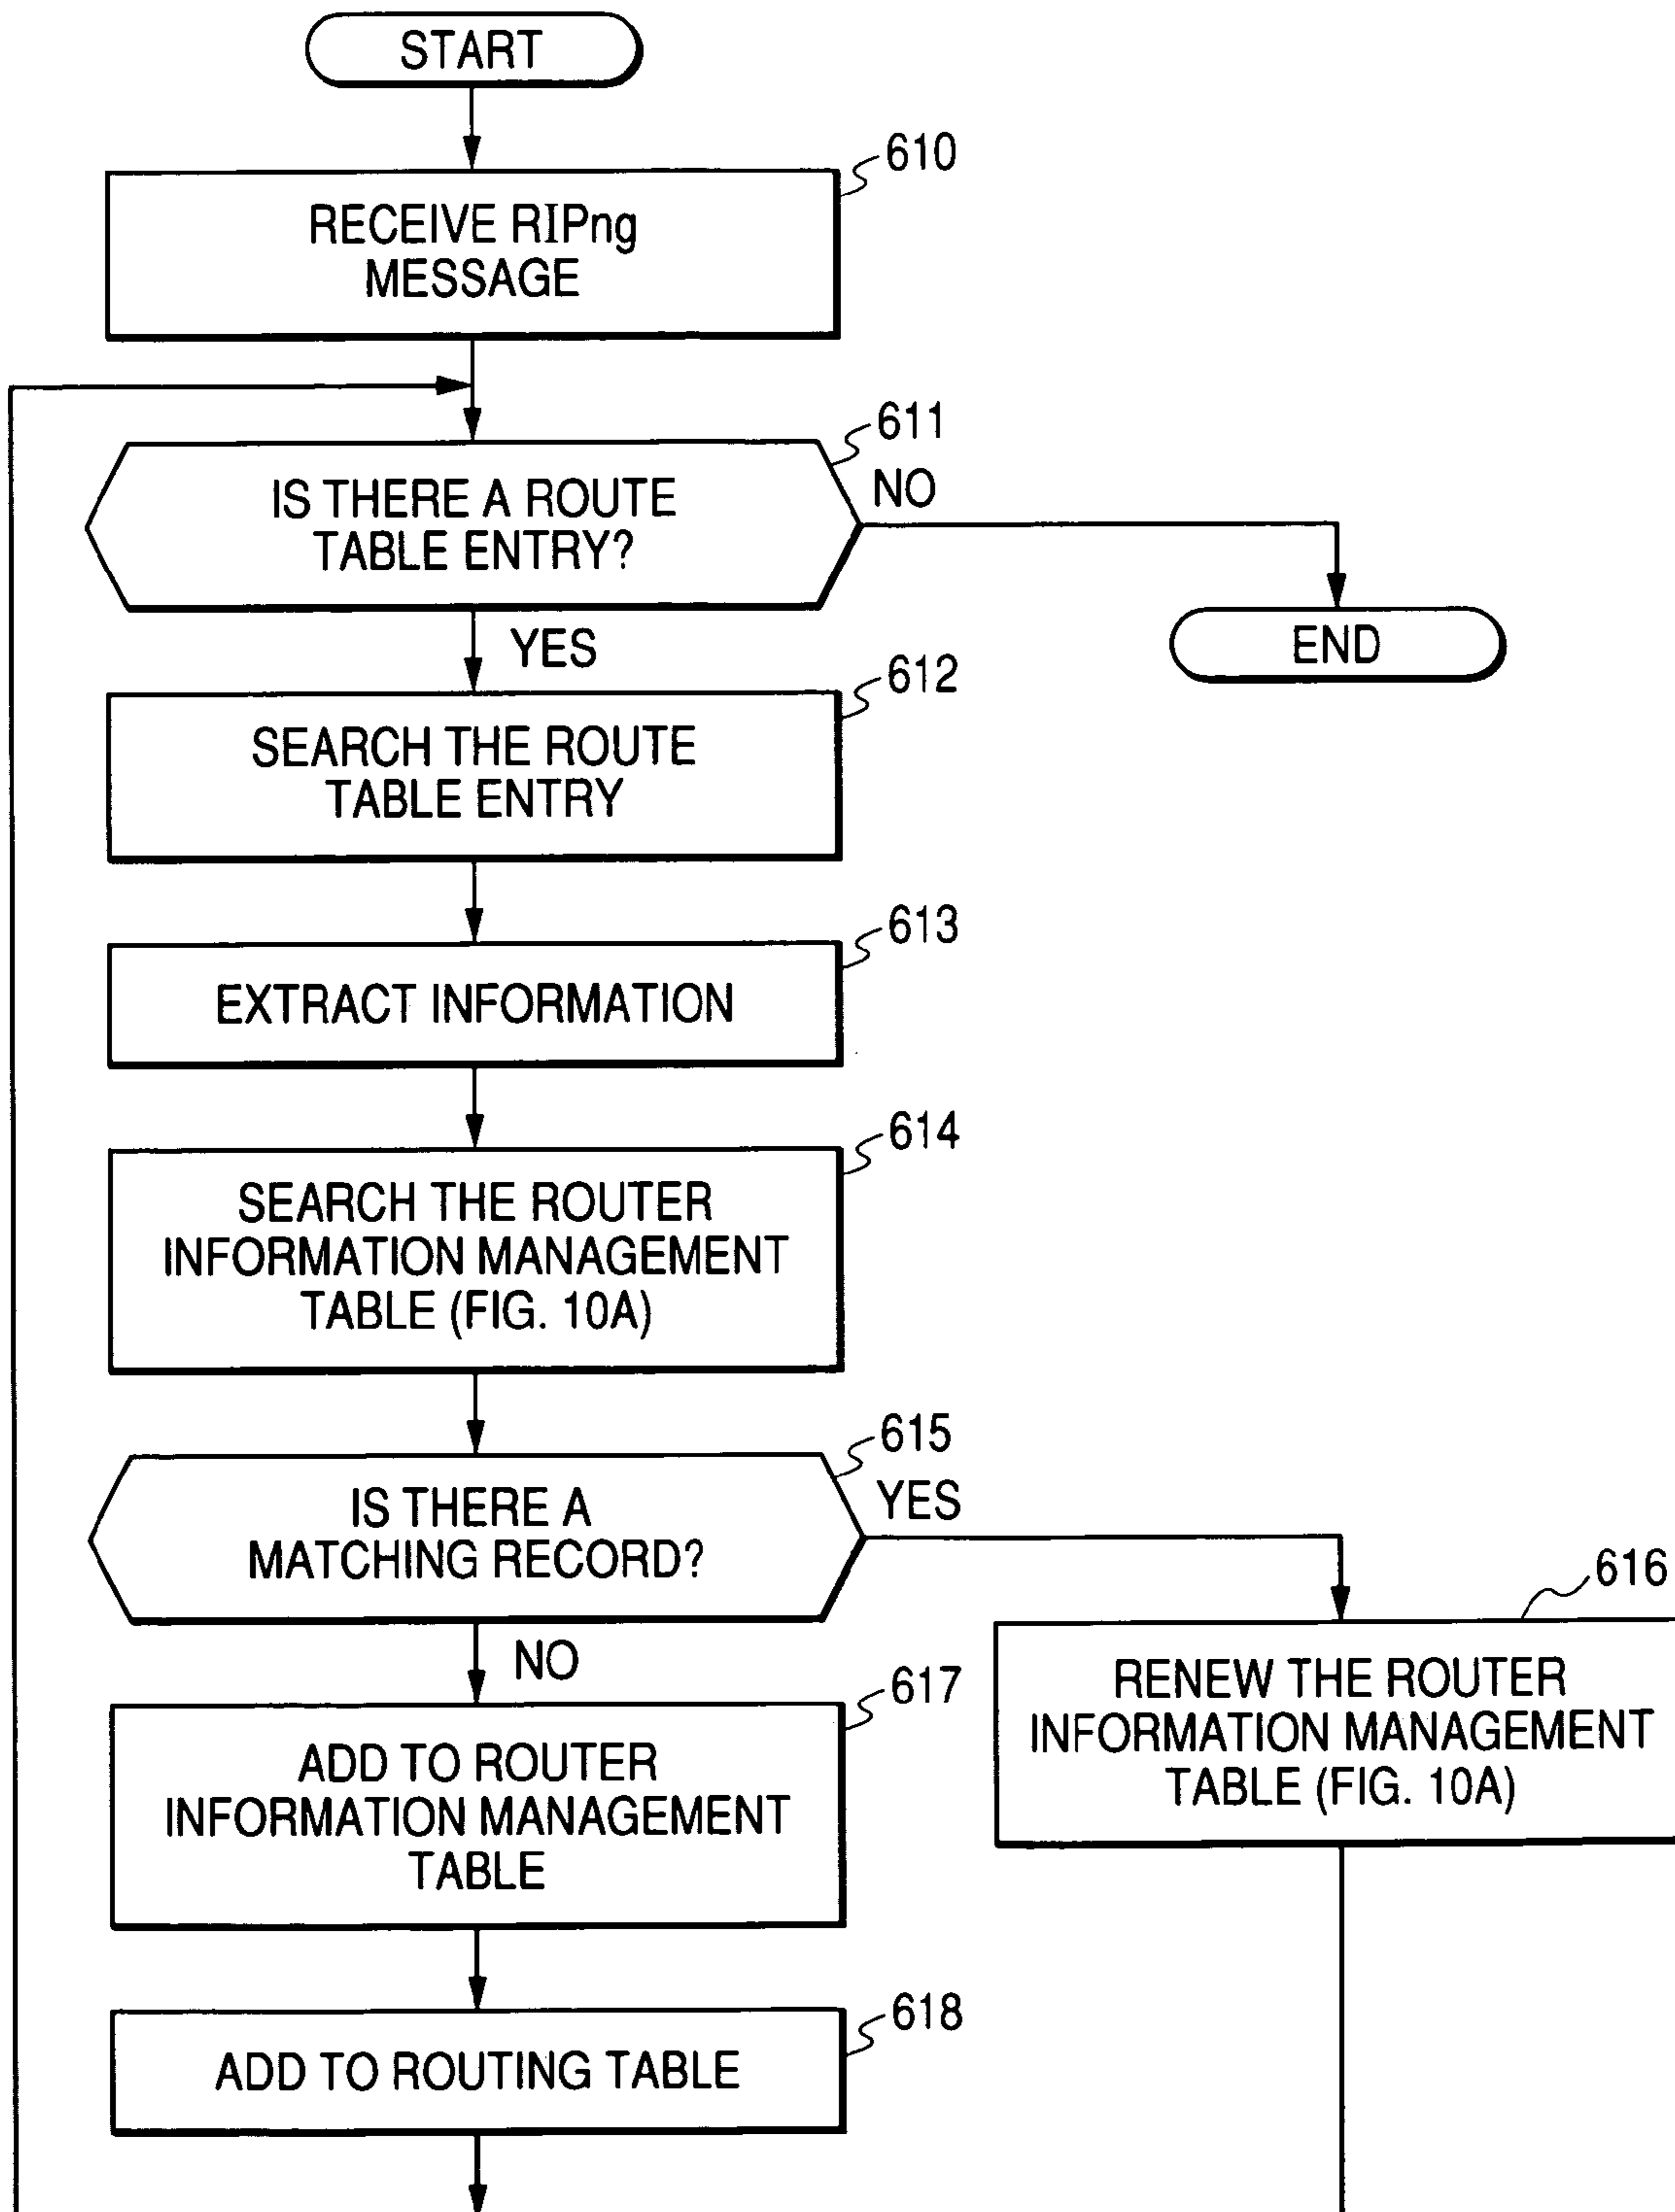 START
610
RECEIVE RIPng
MESSAGE
611
IS THERE A ROUTE
TABLE ENTRY?
NO
END
YES
612
SEARCH THE ROUTE
TABLE ENTRY
613
EXTRACT INFORMATION
614
SEARCH THE ROUTER
INFORMATION MANAGEMENT
TABLE (FIG. 10A)
615
IS THERE A
MATCHING RECORD?
YES
616
RENEW THE ROUTER
INFORMATION MANAGEMENT
TABLE (FIG. 10A)
NO
617
ADD TO ROUTER
INFORMATION MANAGEMENT
TABLE
618
ADD TO ROUTING TABLE